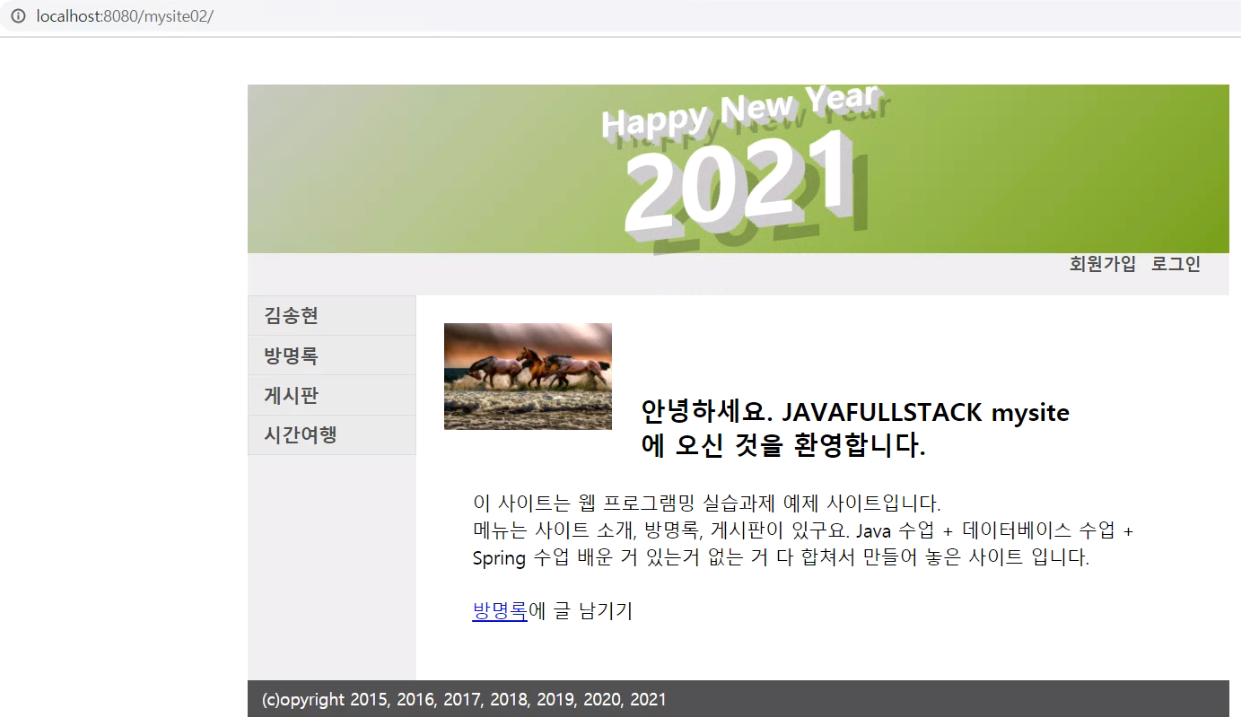 localhost:8080/mysite02/
Happy New Year
2021
회원가입 로그인
김송현
방명록
게시판
시간여행
안녕하세요. JAVAFULLSTACK mysite
에 오신 것을 환영합니다.
이 사이트는 웹 프로그램밍 실습과제 예제 사이트입니다.
메뉴는 사이트 소개, 방명록, 게시판이 있구요. Java 수업 + 데이터베이스 수업 +
Spring 수업 배운 거 있는거 없는 거 다 합쳐서 만들어 놓은 사이트 입니다.
방명록에 글 남기기
(c)opyright 2015, 2016, 2017, 2018, 2019, 2020, 2021